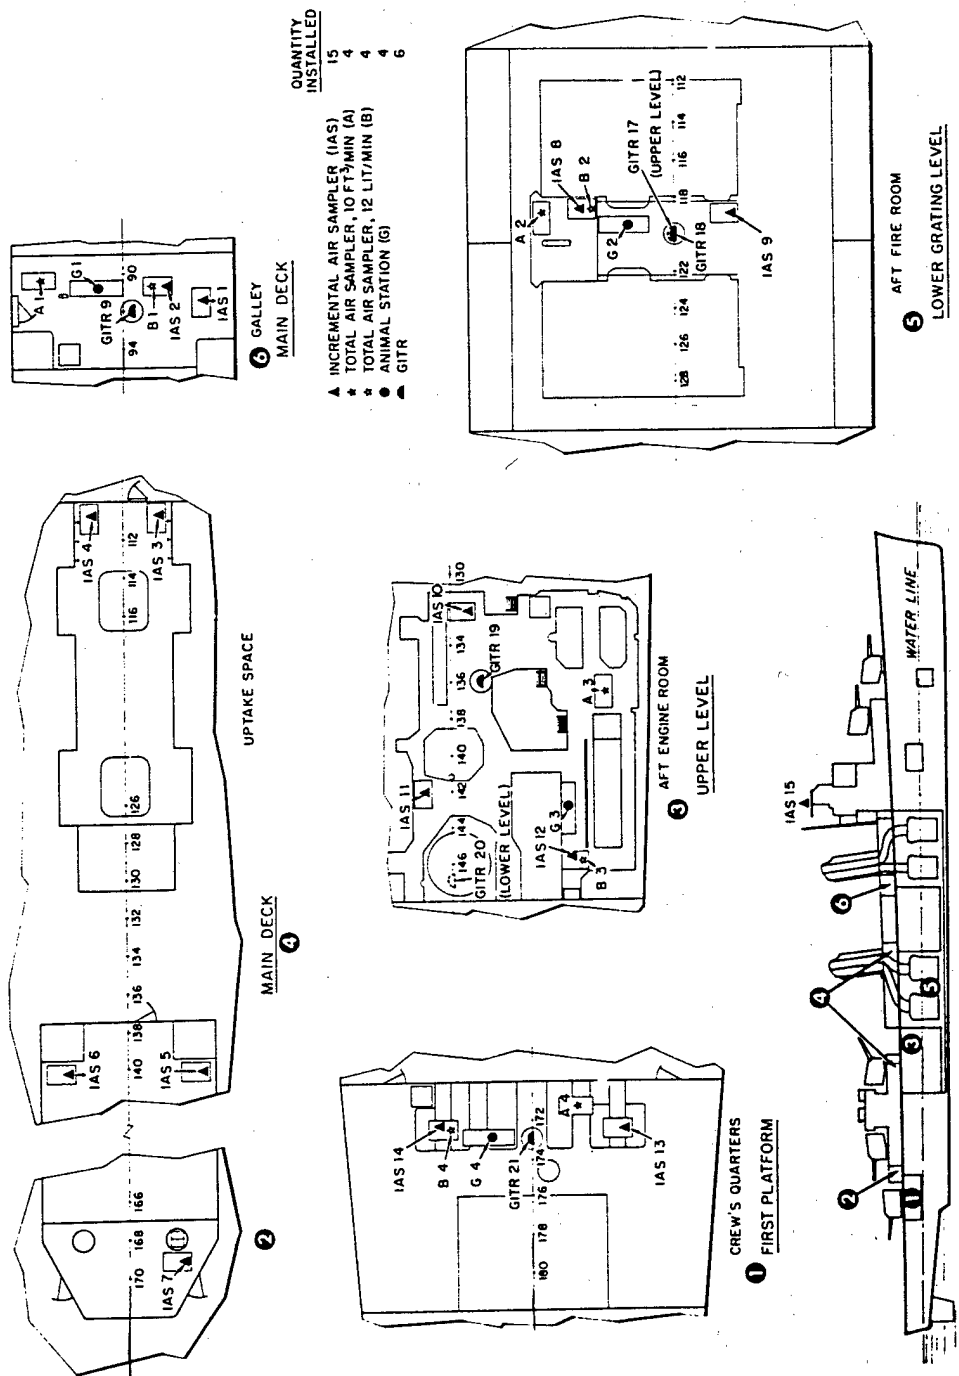 170
168
166
IAS 7
2
IAS 6
IAS 5
140
138
136
134
132
130
128
126
116
114
112
IAS 4
IAS 3
MAIN DECK
4
UPTAKE SPACE
A 1
G 1
GITR 9
94
90
B 1
IAS 2
IAS 1
6 GALLEY
MAIN DECK
QUANTITY
INSTALLED
▲ INCREMENTAL AIR SAMPLER (IAS) 15
★ TOTAL AIR SAMPLER, 10 FT³/MIN (A) 4
★ TOTAL AIR SAMPLER, 12 LIT/MIN (B) 4
● ANIMAL STATION (G) 4
GITR 6
IAS 14
B 4
G 4
GITR 21
180
178
176
174
172
A 4
IAS 13
CREW'S QUARTERS
1 FIRST PLATFORM
IAS 11
IAS 10
146
144
142
140
138
136
134
130
GITR 20
(LOWER LEVEL)
GITR 19
IAS 12
G 3
B 3
A 3
AFT ENGINE ROOM
3
UPPER LEVEL
A 2
IAS 8
B 2
G 2
GITR 17
(UPPER LEVEL)
128
126
124
122
118
116
114
112
GITR 18
IAS 9
AFT FIRE ROOM
5
LOWER GRATING LEVEL
IAS 15
2
4
6
1
3
5
WATER LINE